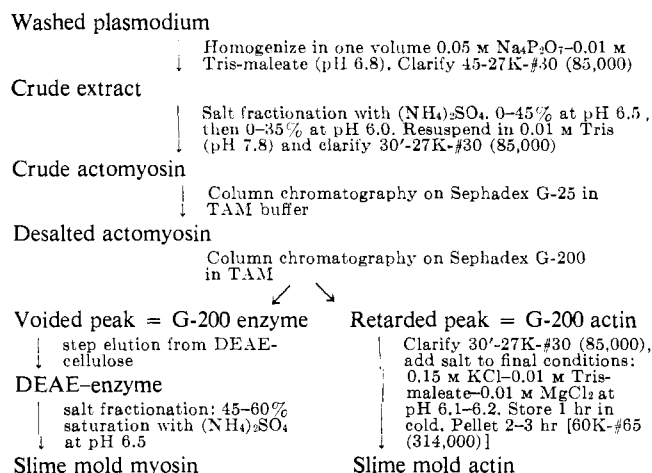 Washed plasmodium
Homogenize in one volume 0.05 M Na₄P₂O₇–0.01 M
Tris-maleate (pH 6.8). Clarify 45-27K-#30 (85,000)
Crude extract
Salt fractionation with (NH₄)₂SO₄. 0–45% at pH 6.5,
then 0–35% at pH 6.0. Resuspend in 0.01 M Tris
(pH 7.8) and clarify 30′-27K-#30 (85,000)
Crude actomyosin
Column chromatography on Sephadex G-25 in
TAM buffer
Desalted actomyosin
Column chromatography on Sephadex G-200
in TAM
Voided peak = G-200 enzyme
step elution from DEAE-
cellulose
DEAE–enzyme
salt fractionation: 45–60%
saturation with (NH₄)₂SO₄
at pH 6.5
Slime mold myosin
Retarded peak = G-200 actin
Clarify 30′-27K-#30 (85,000),
add salt to final conditions:
0.15 M KCl–0.01 M Tris-
maleate–0.01 M MgCl₂ at
pH 6.1–6.2. Store 1 hr in
cold. Pellet 2–3 hr [60K-#65
(314,000)]
Slime mold actin